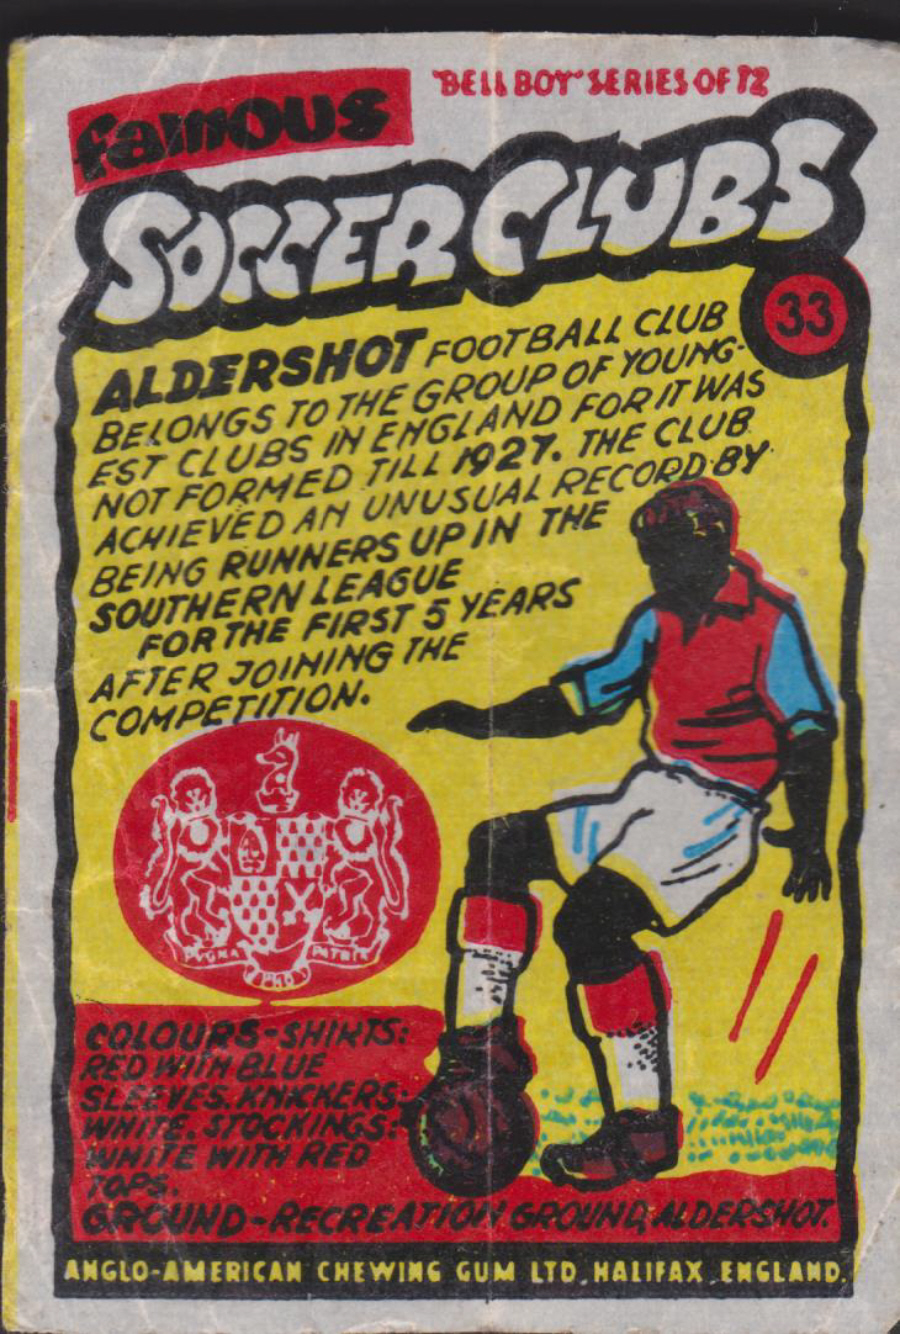 FAMOUS
"BELL BOY" SERIES OF 72
SOCCER CLUBS
33
ALDERSHOT FOOTBALL CLUB
BELONGS TO THE GROUP OF YOUNG-
EST CLUBS IN ENGLAND FOR IT WAS
NOT FORMED TILL 1927. THE CLUB
ACHIEVED AN UNUSUAL RECORD BY
BEING RUNNERS UP IN THE
SOUTHERN LEAGUE
FOR THE FIRST 5 YEARS
AFTER JOINING THE
COMPETITION.
COLOURS-SHIRTS:
RED WITH BLUE
SLEEVES. KNICKERS:
WHITE. STOCKINGS:
WHITE WITH RED
TOPS.
GROUND-RECREATION GROUND, ALDERSHOT.
ANGLO-AMERICAN CHEWING GUM LTD, HALIFAX, ENGLAND.